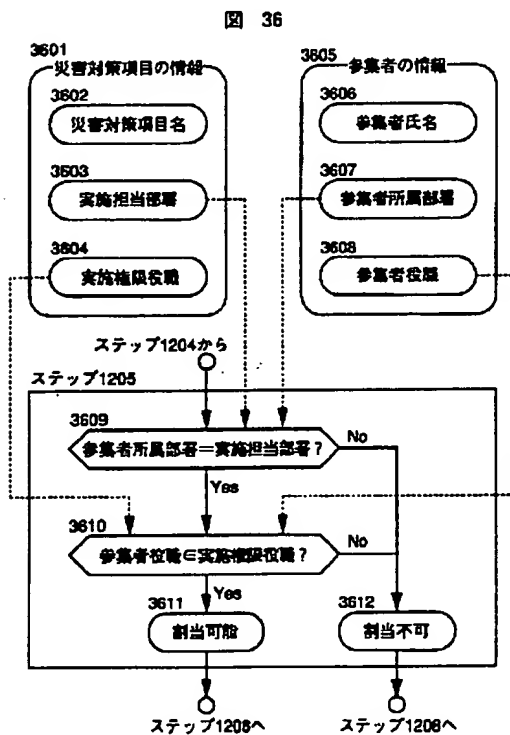 図 36
3601
災害対策項目の情報
3602
災害対策項目名
3603
実施担当部署
3604
実施権限役職
3605
参集者の情報
3606
参集者氏名
3607
参集者所属部署
3608
参集者役職
ステップ1204から
ステップ1205
3609
参集者所属部署＝実施担当部署？
No
Yes
3610
参集者役職∈実施権限役職？
No
Yes
3611
割当可能
3612
割当不可
ステップ1208へ
ステップ1206へ